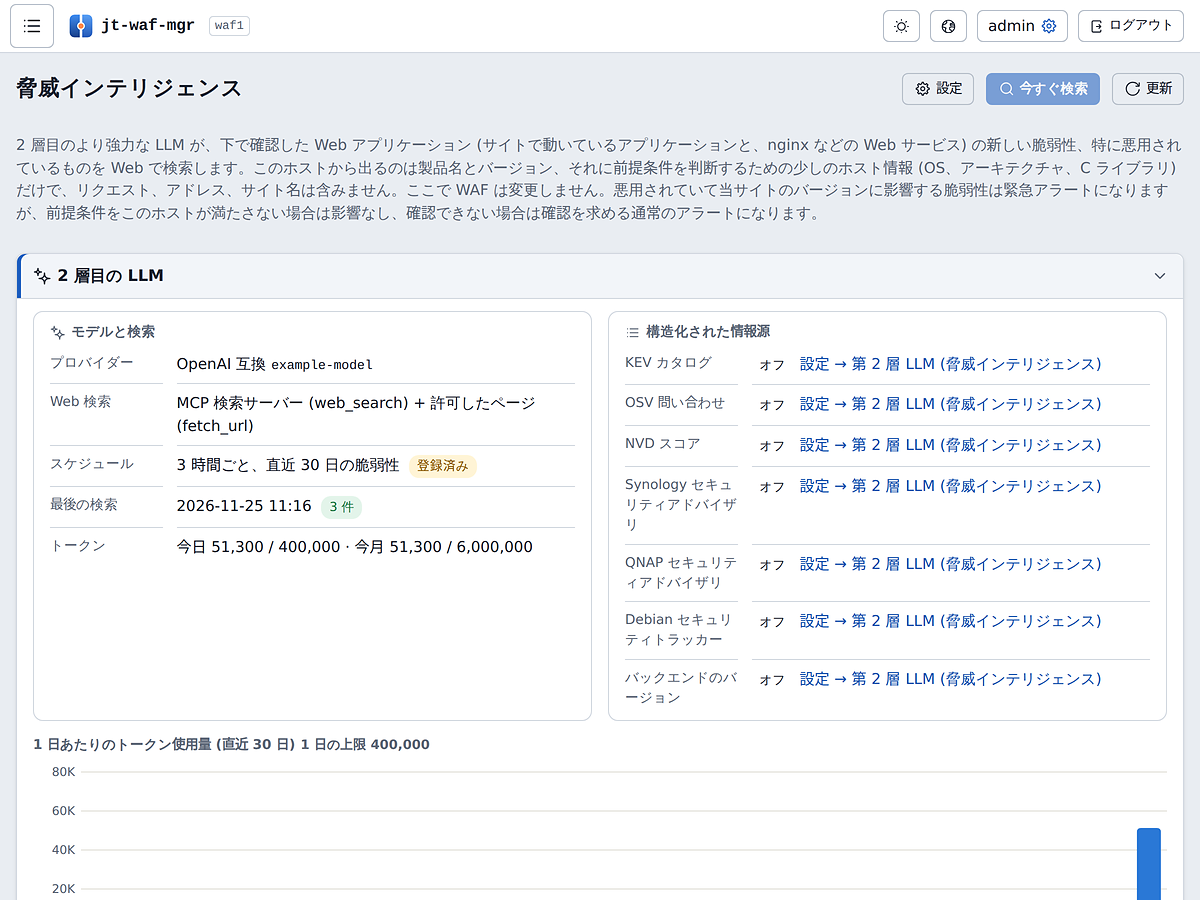 jt-waf-mgr waf1 admin ログアウト
脅威インテリジェンス 設定 今すぐ検索 更新
2 層目のより強力な LLM が、下で確認した Web アプリケーション (サイトで動いているアプリケーションと、nginx などの Web サービス) の新しい脆弱性、特に悪用され
ているものを Web で検索します。このホストから出るのは製品名とバージョン、それに前提条件を判断するための少しのホスト情報 (OS、アーキテクチャ、C ライブラリ)
だけで、リクエスト、アドレス、サイト名は含みません。ここで WAF は変更しません。悪用されていて当サイトのバージョンに影響する脆弱性は緊急アラートになります
が、前提条件をこのホストが満たさない場合は影響なし、確認できない場合は確認を求める通常のアラートになります。
2 層目の LLM
モデルと検索
プロバイダー OpenAI 互換 example-model
Web 検索 MCP 検索サーバー (web_search) + 許可したページ
(fetch_url)
スケジュール 3 時間ごと、直近 30 日の脆弱性 登録済み
最後の検索 2026-11-25 11:16 3 件
トークン 今日 51,300 / 400,000 · 今月 51,300 / 6,000,000
構造化された情報源
KEV カタログ オフ 設定 → 第 2 層 LLM (脅威インテリジェンス)
OSV 問い合わせ オフ 設定 → 第 2 層 LLM (脅威インテリジェンス)
NVD スコア オフ 設定 → 第 2 層 LLM (脅威インテリジェンス)
Synology セキュ オフ 設定 → 第 2 層 LLM (脅威インテリジェンス)
リティアドバイザ
リ
QNAP セキュリテ オフ 設定 → 第 2 層 LLM (脅威インテリジェンス)
ィアドバイザリ
Debian セキュリ オフ 設定 → 第 2 層 LLM (脅威インテリジェンス)
ティトラッカー
バックエンドのバ オフ 設定 → 第 2 層 LLM (脅威インテリジェンス)
ージョン
1 日あたりのトークン使用量 (直近 30 日) 1 日の上限 400,000
80K
60K
40K
20K